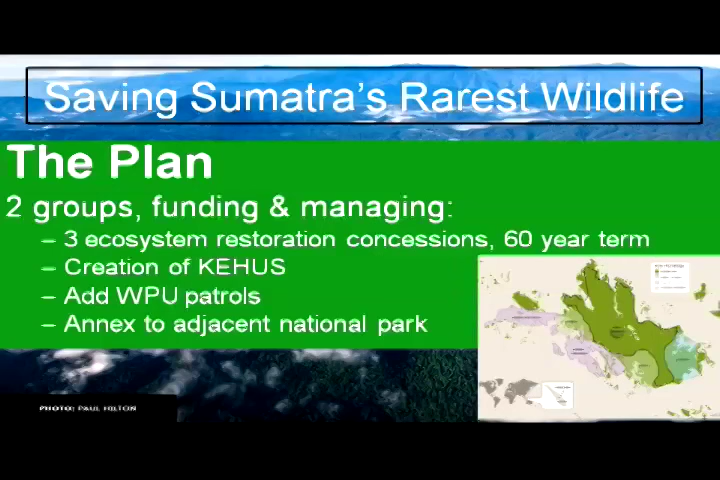 Saving Sumatra's Rarest Wildlife
The Plan
2 groups, funding & managing:
– 3 ecosystem restoration concessions, 60 year term
– Creation of KEHUS
– Add WPU patrols
– Annex to adjacent national park
PHOTO: PAUL HILTON